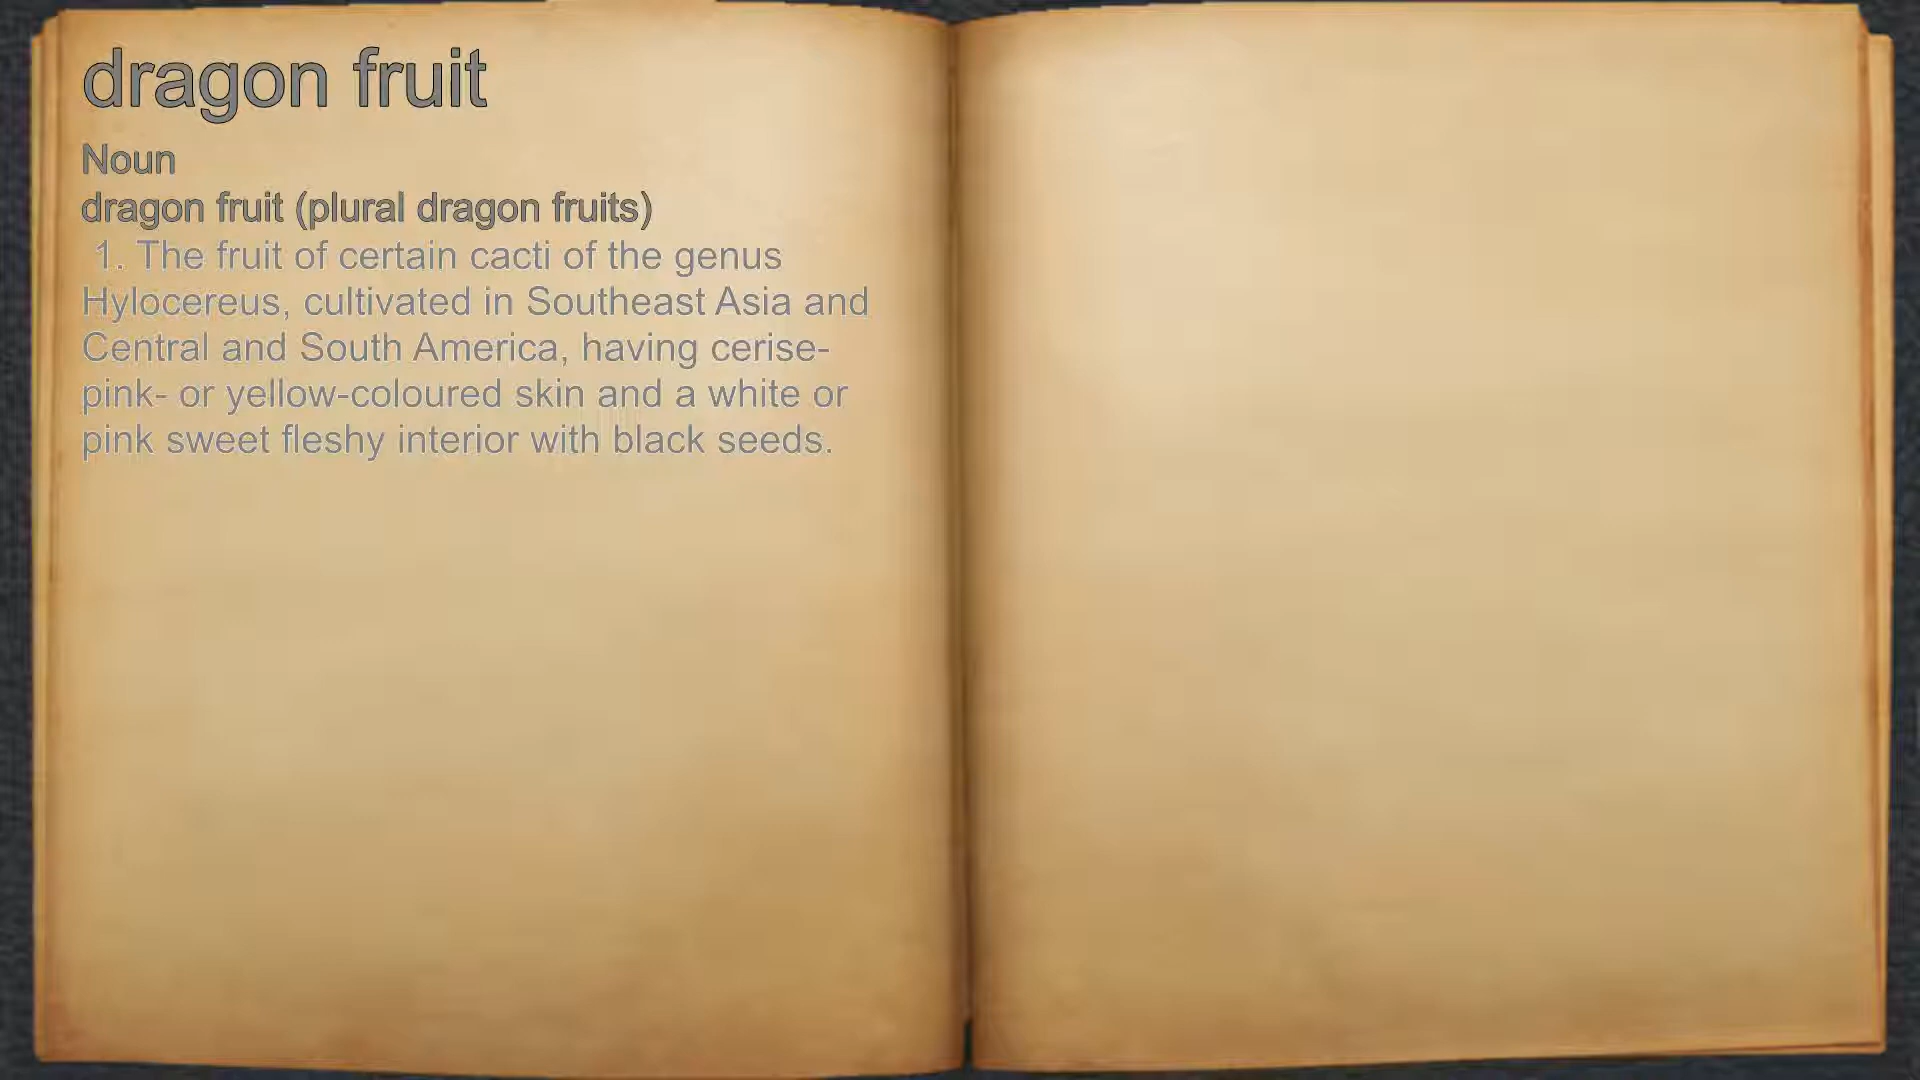 dragon fruit
Noun
dragon fruit (plural dragon fruits)
1. The fruit of certain cacti of the genus
Hylocereus, cultivated in Southeast Asia and
Central and South America, having cerise-
pink- or yellow-coloured skin and a white or
pink sweet fleshy interior with black seeds.